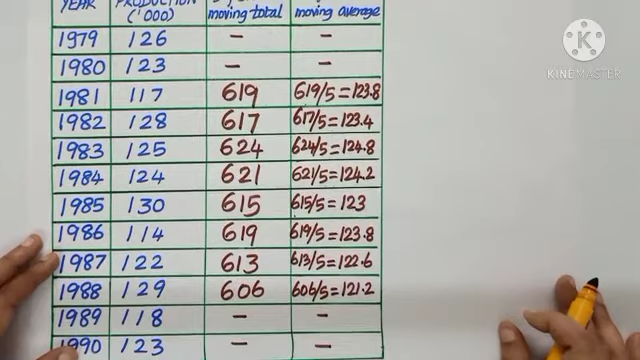 YEAR PRODUCTION
('000) moving total moving average
1979 126 – –
1980 123 – –
1981 117 619 619/5=123.8
1982 128 617 617/5=123.4
1983 125 624 624/5=124.8
1984 124 621 621/5=124.2
1985 130 615 615/5=123
1986 114 619 619/5=123.8
1987 122 613 613/5=122.6
1988 129 606 606/5=121.2
1989 118 – –
1990 123 – –
K
KINEMASTER